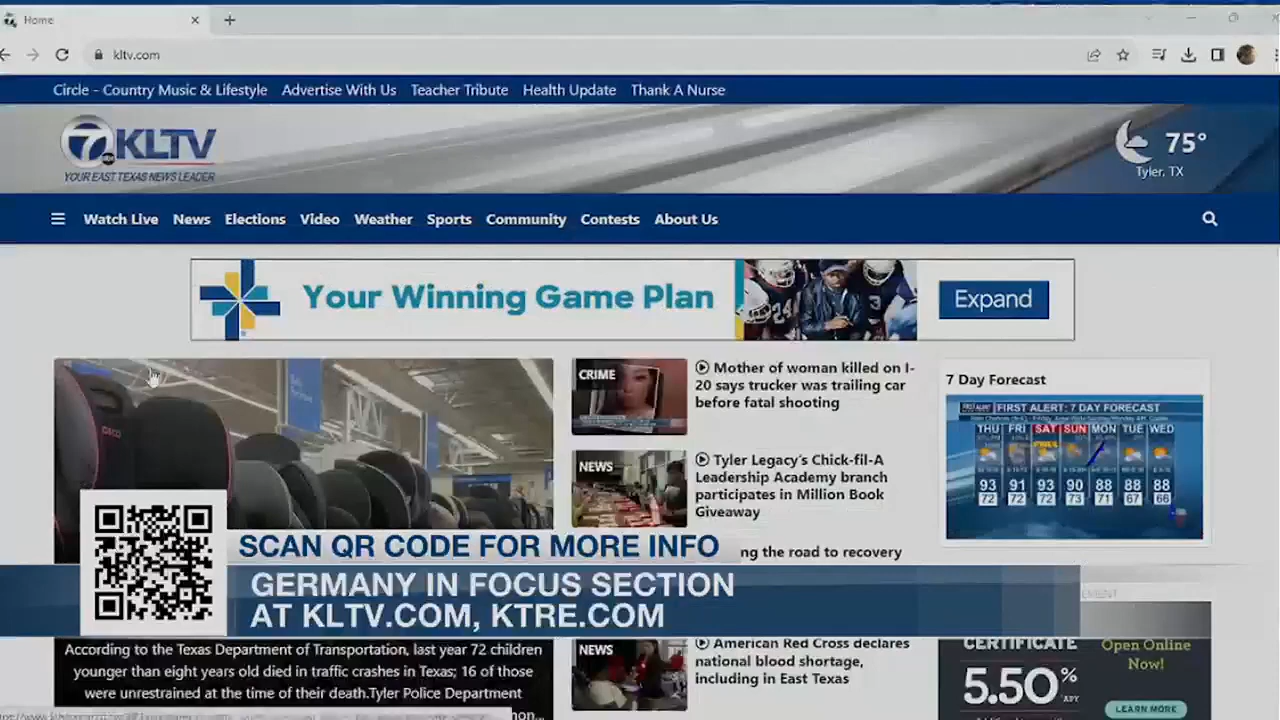 Home
kltv.com
Circle - Country Music & Lifestyle Advertise With Us Teacher Tribute Health Update Thank A Nurse
7 KLTV
YOUR EAST TEXAS NEWS LEADER
75°
Tyler, TX
Watch Live News Elections Video Weather Sports Community Contests About Us
Your Winning Game Plan
Expand
CRIME
Mother of woman killed on I-
20 says trucker was trailing car
before fatal shooting
NEWS
Tyler Legacy's Chick-fil-A
Leadership Academy branch
participates in Million Book
Giveaway
ng the road to recovery
7 Day Forecast
FIRST ALERT: 7 DAY FORECAST
THU FRI SAT SUN MON TUE WED
93 91 93 90 88 88 88
72 72 72 73 71 67 66
SCAN QR CODE FOR MORE INFO
GERMANY IN FOCUS SECTION
AT KLTV.COM, KTRE.COM
According to the Texas Department of Transportation, last year 72 children
younger than eight years old died in traffic crashes in Texas; 16 of those
were unrestrained at the time of their death.Tyler Police Department
NEWS
American Red Cross declares
national blood shortage,
including in East Texas
CERTIFICATE
5.50%
APY
Open Online
Now!
LEARN MORE